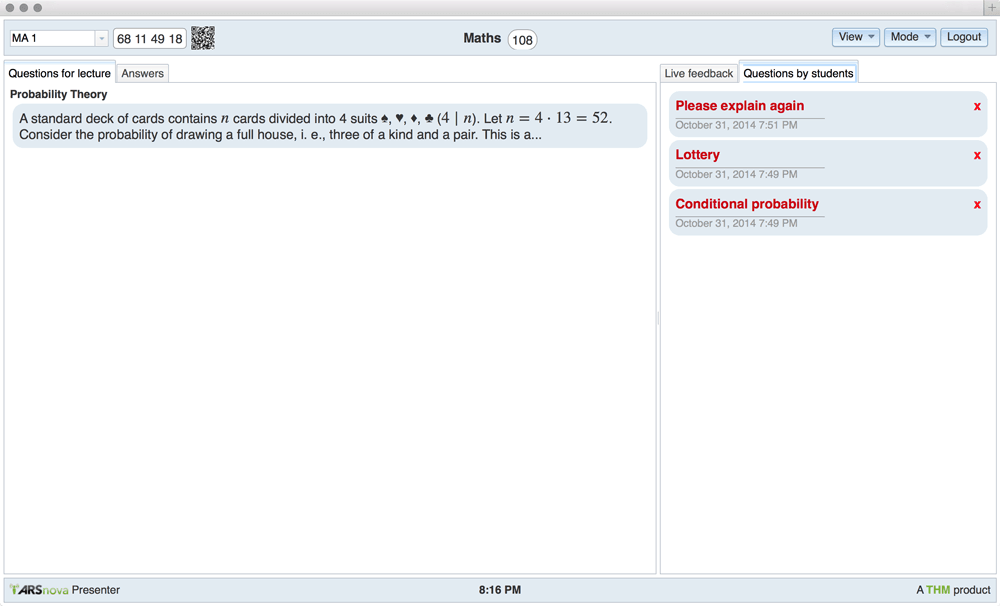 MA 1
68 11 49 18
Maths 108
View
Mode
Logout
Questions for lecture
Answers
Probability Theory
A standard deck of cards contains n cards divided into 4 suits ♠, ♥, ♦, ♣ (4 | n). Let n = 4 · 13 = 52.
Consider the probability of drawing a full house, i. e., three of a kind and a pair. This is a...
Live feedback
Questions by students
Please explain again x
October 31, 2014 7:51 PM
Lottery x
October 31, 2014 7:49 PM
Conditional probability x
October 31, 2014 7:49 PM
ARSnova Presenter
8:16 PM
A THM product